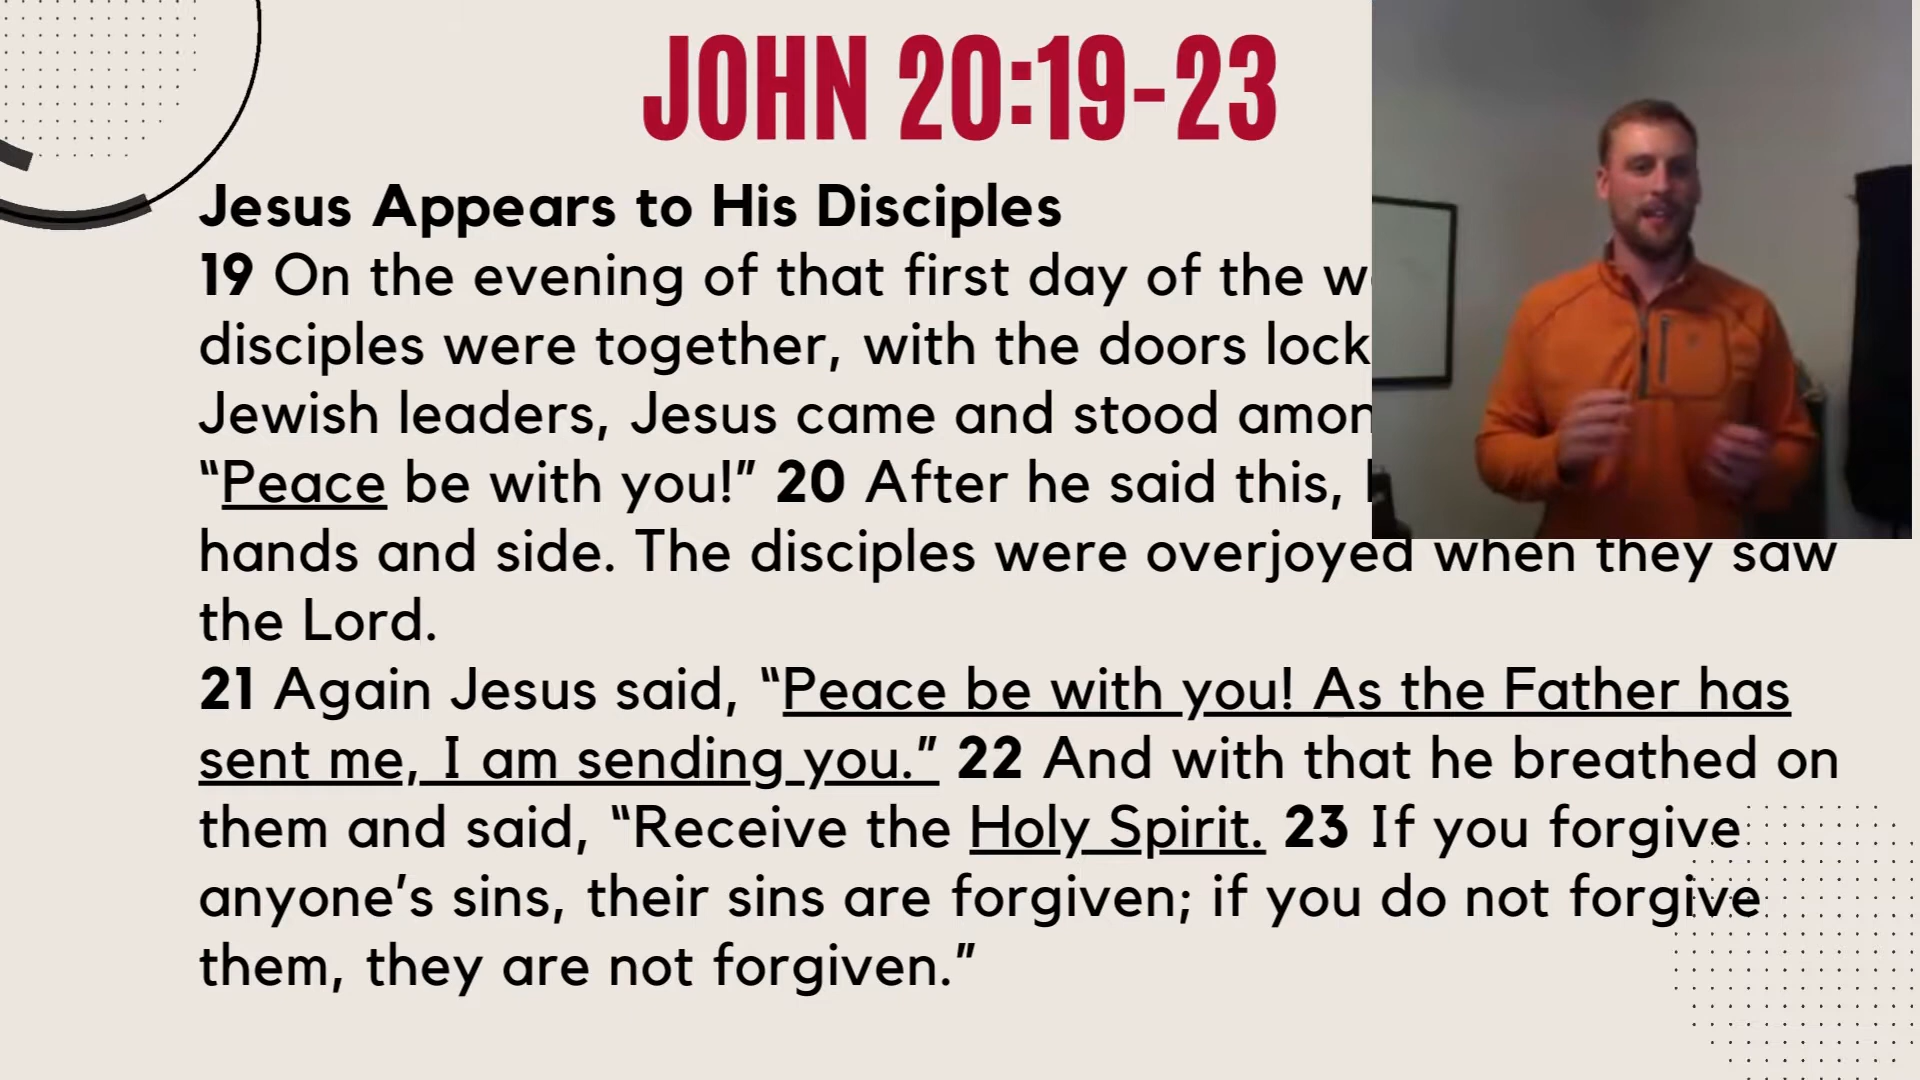 JOHN 20:19-23
Jesus Appears to His Disciples
19 On the evening of that first day of the
disciples were together, with the doors
Jewish leaders, Jesus came and stood
“Peace be with you!” 20 After he said this,
hands and side. The disciples were overjoyed when they saw
the Lord.
21 Again Jesus said, “Peace be with you! As the Father has
sent me, I am sending you.” 22 And with that he breathed on
them and said, “Receive the Holy Spirit. 23 If you forgive
anyone’s sins, their sins are forgiven; if you do not forgive
them, they are not forgiven.”